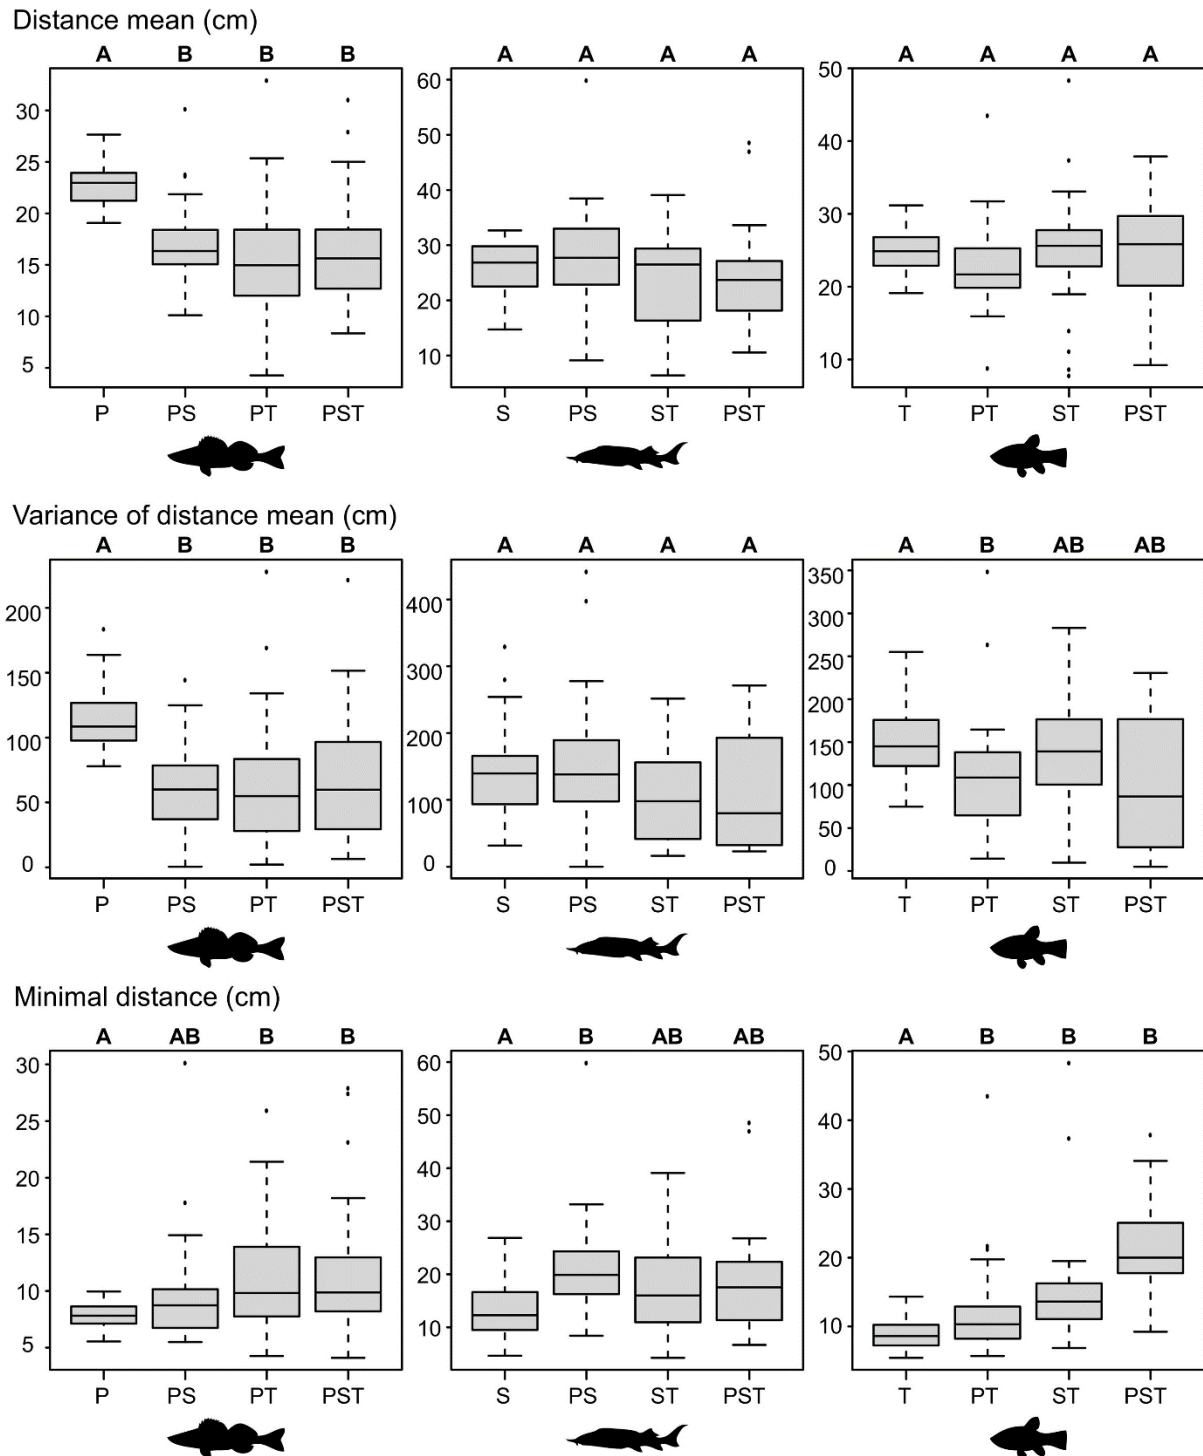 Distance mean (cm)
A B B B A A A A A A A A
30 25 20 15 10 5
60 50 40 30 20 10
50 40 30 20 10
P PS PT PST S PS ST PST T PT ST PST
Variance of distance mean (cm)
A B B B A A A A A B AB AB
200 150 100 50 0
400 300 200 100 0
350 300 250 200 150 100 50 0
P PS PT PST S PS ST PST T PT ST PST
Minimal distance (cm)
A AB B B A B AB AB A B B B
30 25 20 15 10 5
60 50 40 30 20 10
50 40 30 20 10
P PS PT PST S PS ST PST T PT ST PST